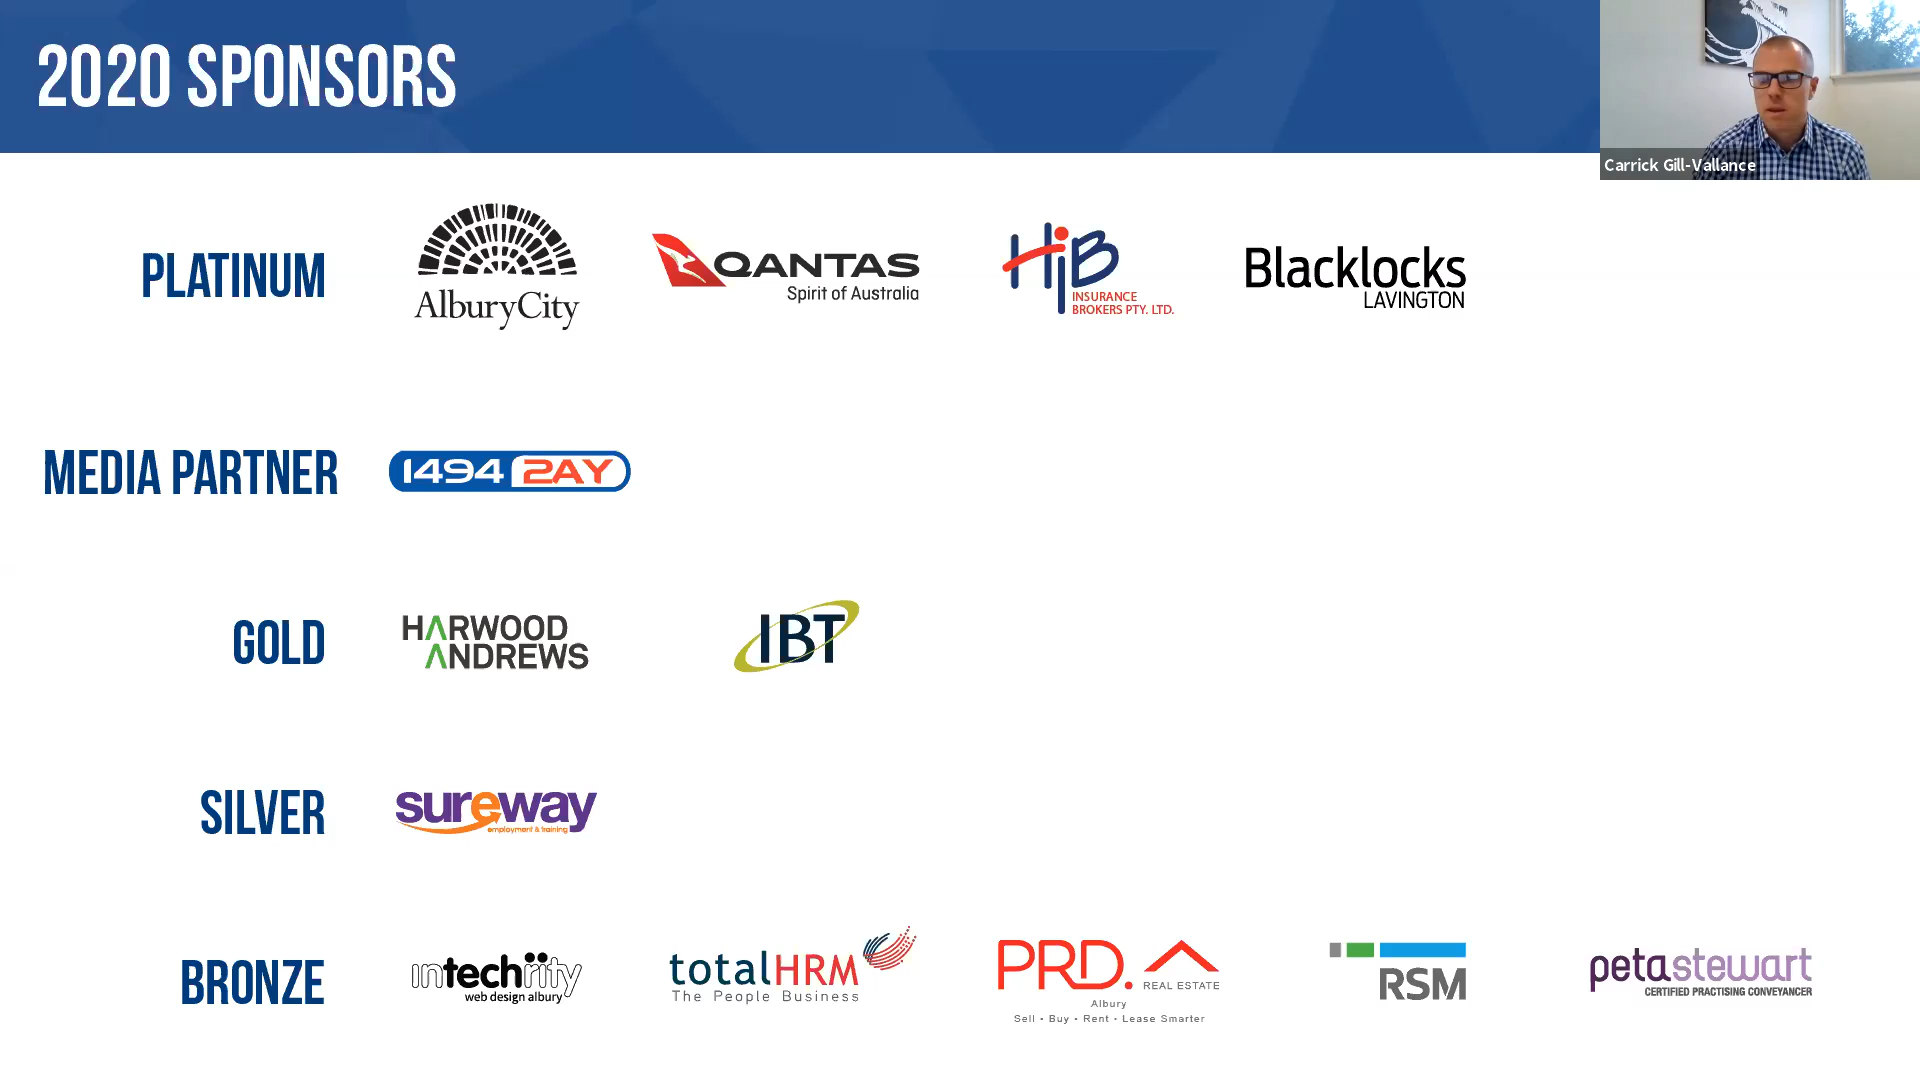 2020 SPONSORS
Carrick Gill-Vallance
PLATINUM
AlburyCity
QANTAS
Spirit of Australia
HiB
INSURANCE
BROKERS PTY. LTD.
Blacklocks
LAVINGTON
MEDIA PARTNER
1494 2AY
GOLD
HARWOOD
ANDREWS
IBT
SILVER
sureway
employment & training
BRONZE
intechnity
web design albury
totalHRM
The People Business
PRD.
REAL ESTATE
Albury
Sell • Buy • Rent • Lease Smarter
RSM
petastewart
CERTIFIED PRACTISING CONVEYANCER